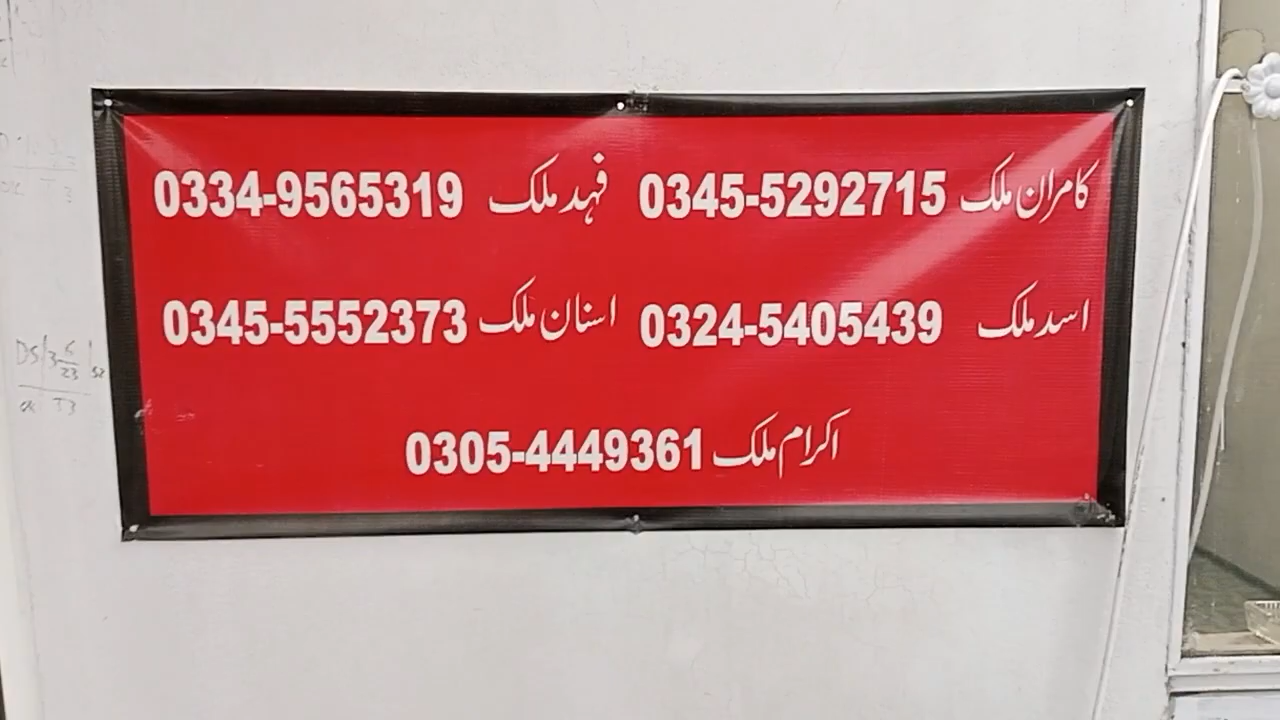 کامران ملک 0345-5292715 فہد ملک 0334-9565319
اسد ملک 0324-5405439 اسنان ملک 0345-5552373
اکرام ملک 0305-4449361